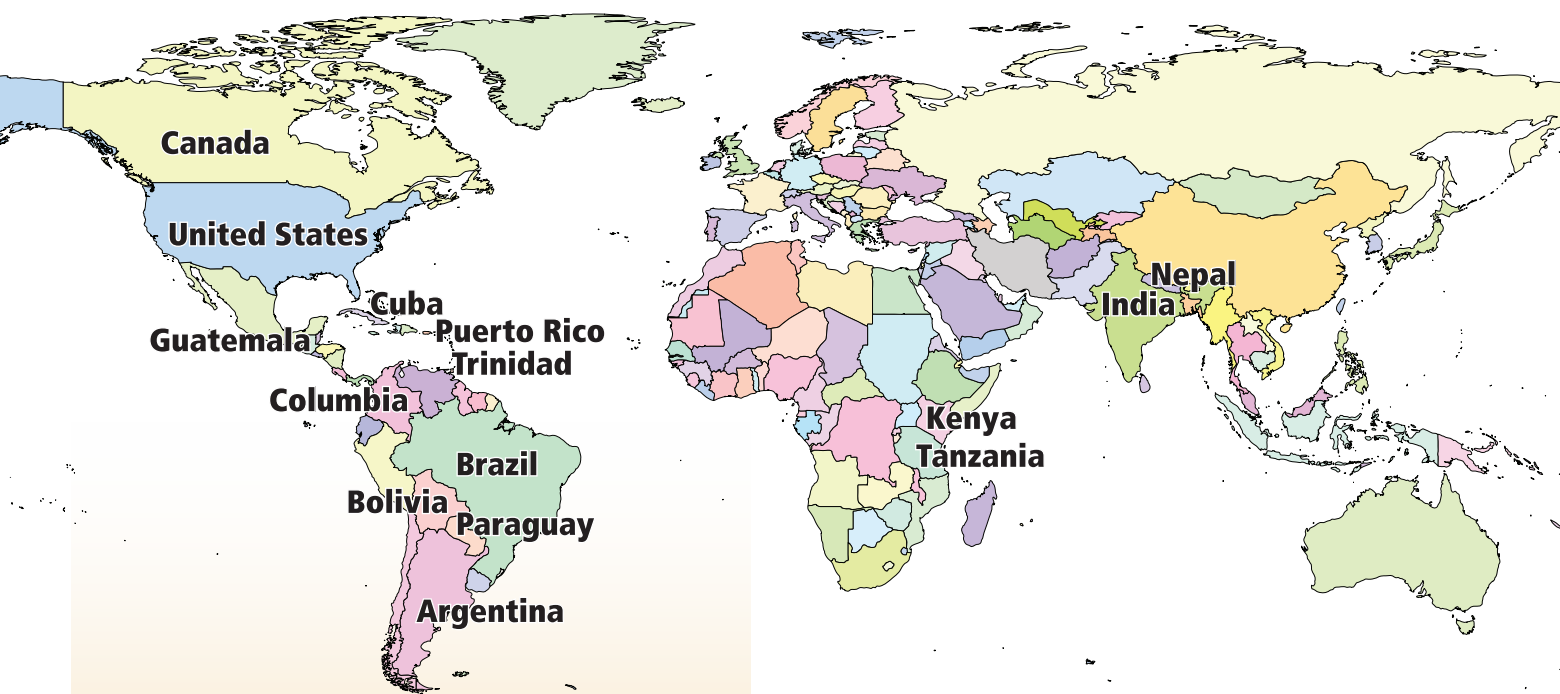 Canada
United States
Cuba
Puerto Rico
Guatemala
Trinidad
Columbia
Brazil
Bolivia
Paraguay
Argentina
Nepal
India
Kenya
Tanzania